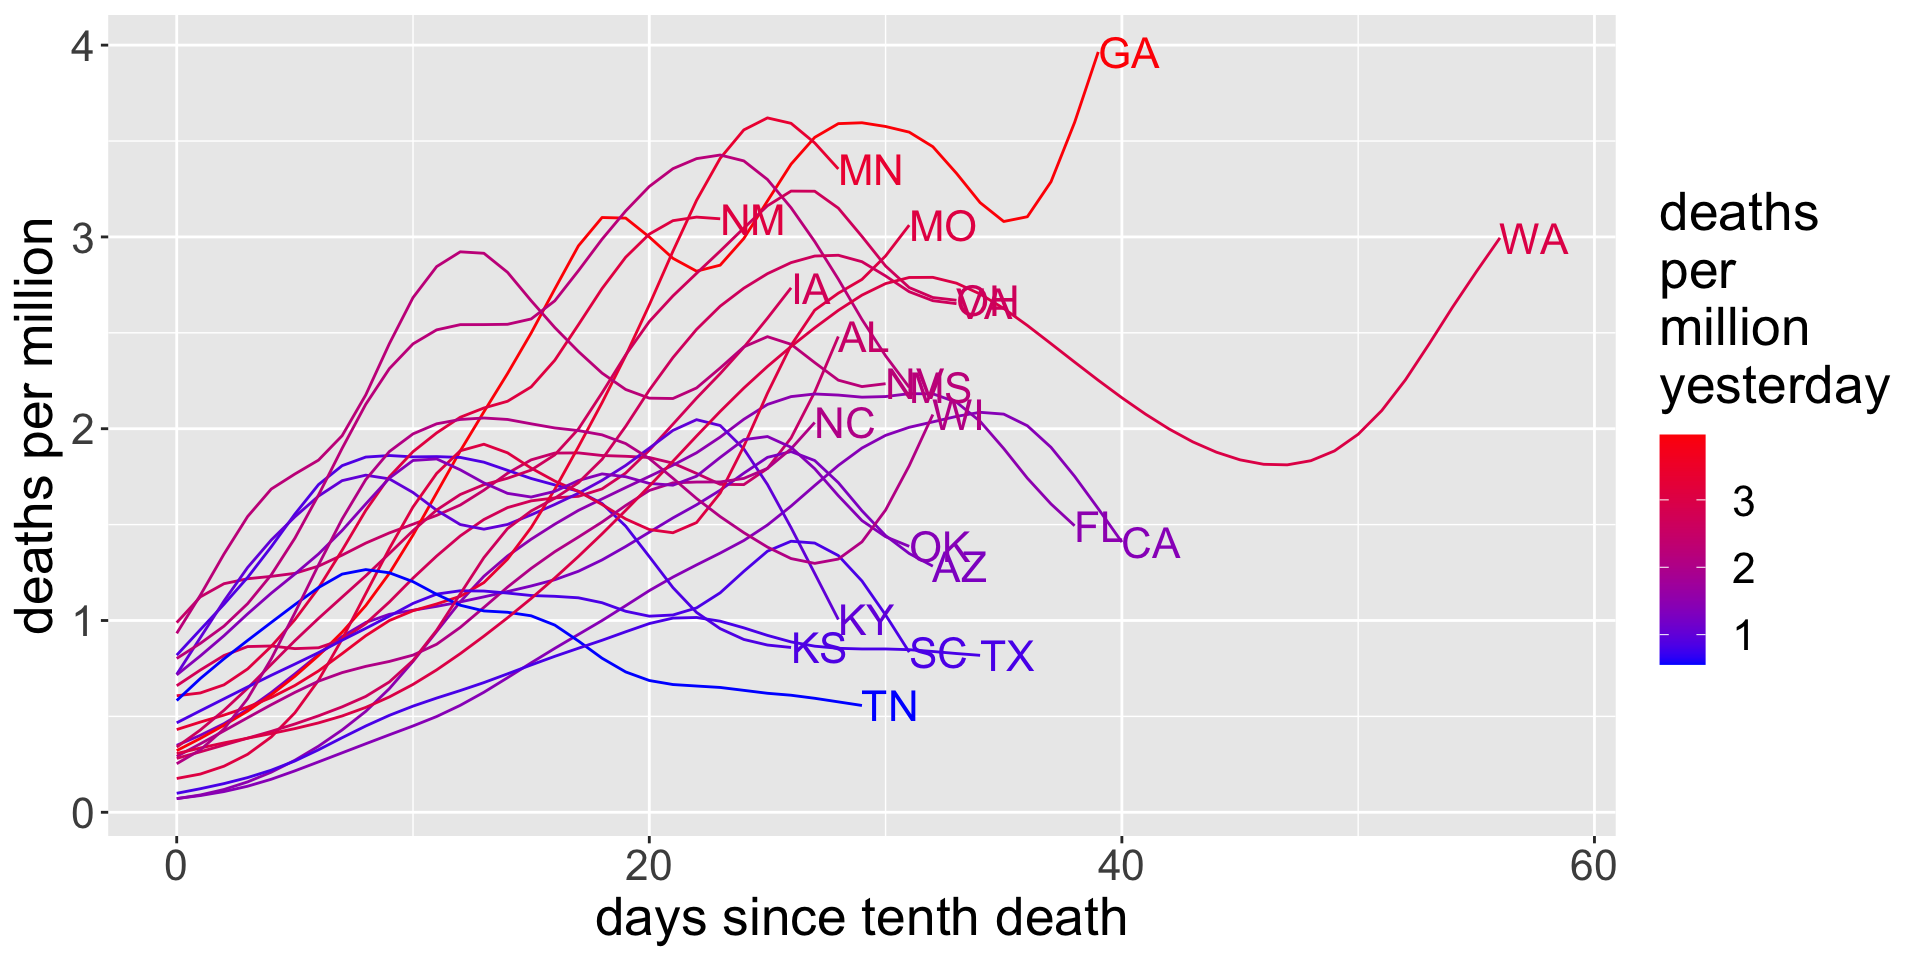 4
3
2
1
0
0
20
40
60
days since tenth death
deaths per million
GA
MN
NM
MO
WA
IA
OH
VA
AL
NV
MS
WI
NC
FL
CA
OK
AZ
KY
KS
SC
TX
TN
deaths
per
million
yesterday
3
2
1